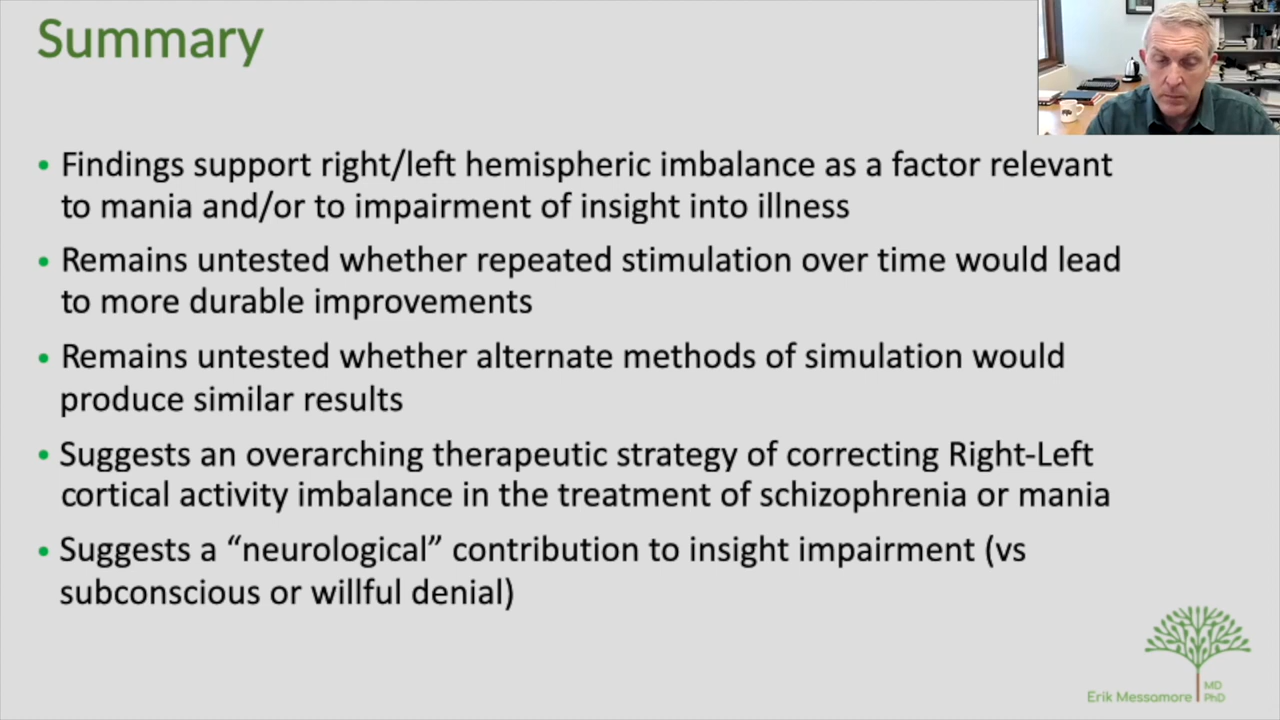 Summary
• Findings support right/left hemispheric imbalance as a factor relevant
to mania and/or to impairment of insight into illness
• Remains untested whether repeated stimulation over time would lead
to more durable improvements
• Remains untested whether alternate methods of simulation would
produce similar results
• Suggests an overarching therapeutic strategy of correcting Right-Left
cortical activity imbalance in the treatment of schizophrenia or mania
• Suggests a “neurological” contribution to insight impairment (vs
subconscious or willful denial)
Erik Messamore
MD
PhD